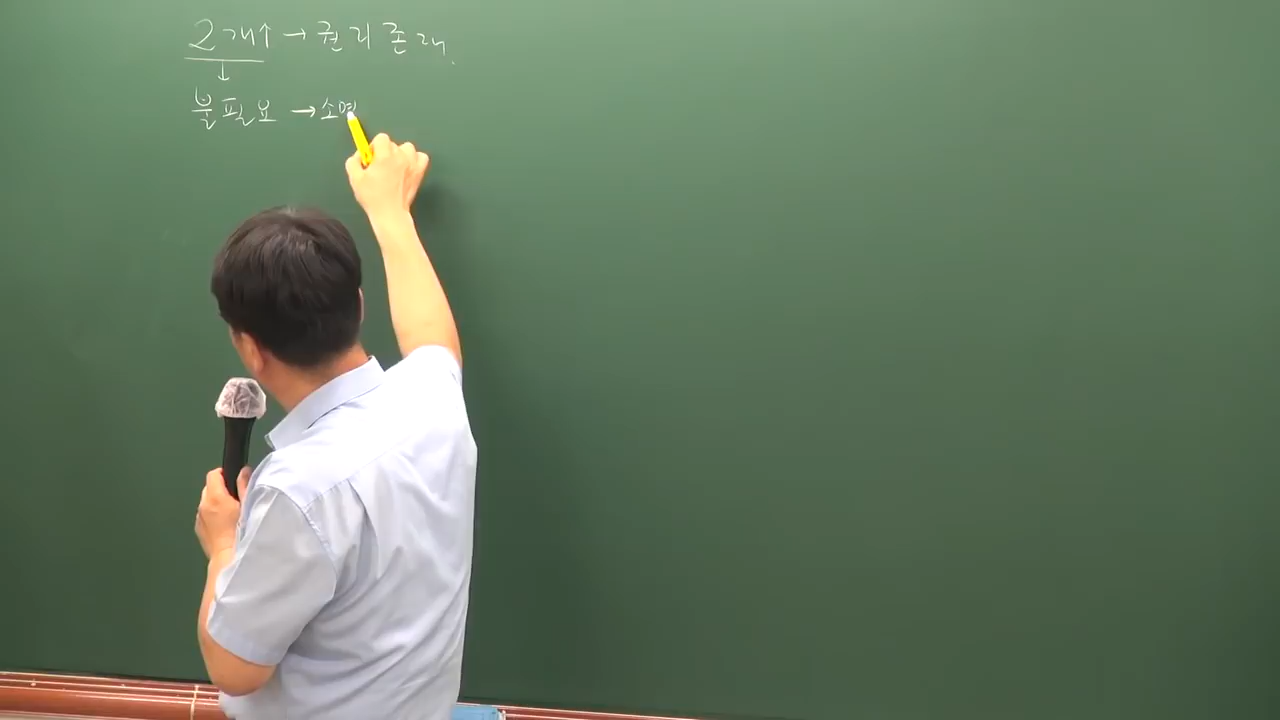 2개↑ → 권리 존재.
↓
불필요 → 소멸